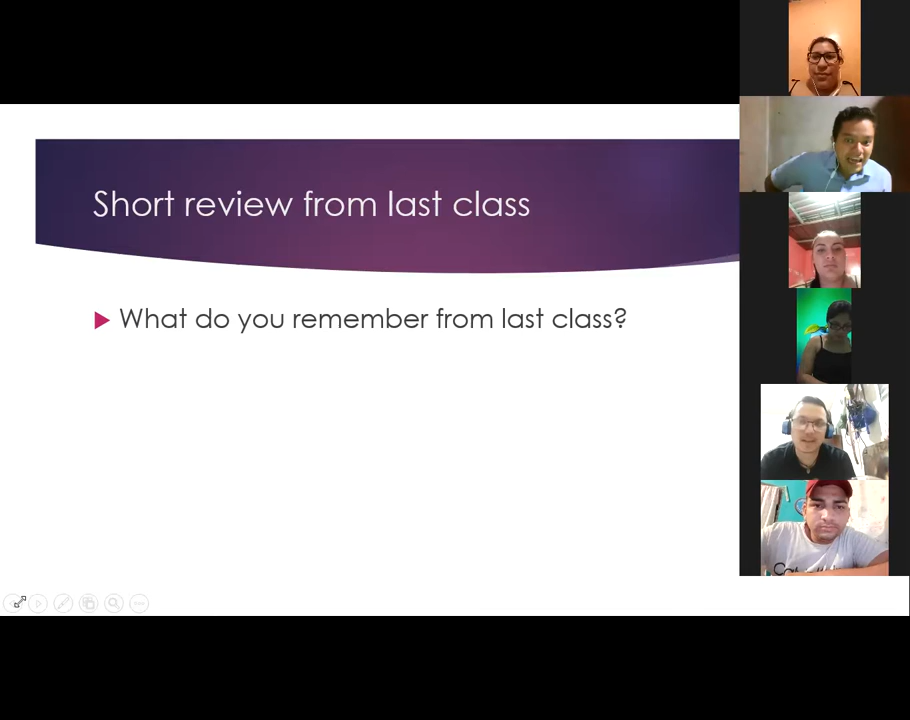 Short review from last class
What do you remember from last class?